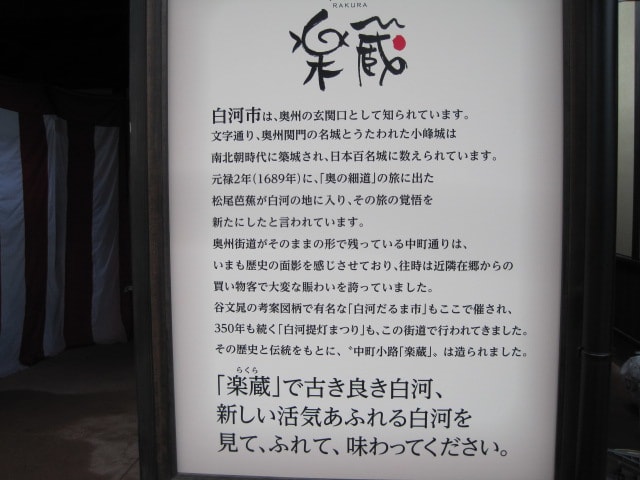 RAKURA
楽蔵
白河市は、奥州の玄関口として知られています。
文字通り、奥州関門の名城とうたわれた小峰城は
南北朝時代に築城され、日本百名城に数えられています。
元禄2年(1689年)に、「奥の細道」の旅に出た
松尾芭蕉が白河の地に入り、その旅の覚悟を
新たにしたと言われています。
奥州街道がそのままの形で残っている中町通りは、
いまも歴史の面影を感じさせており、往時は近隣在郷からの
買い物客で大変な賑わいを誇っていました。
谷文晁の考案図柄で有名な「白河だるま市」もここで催され、
350年も続く「白河提灯まつり」も、この街道で行われてきました。
その歴史と伝統をもとに、〝中町小路「楽蔵」〟は造られました。
らくら
「楽蔵」で古き良き白河、
新しい活気あふれる白河を
見て、ふれて、味わってください。